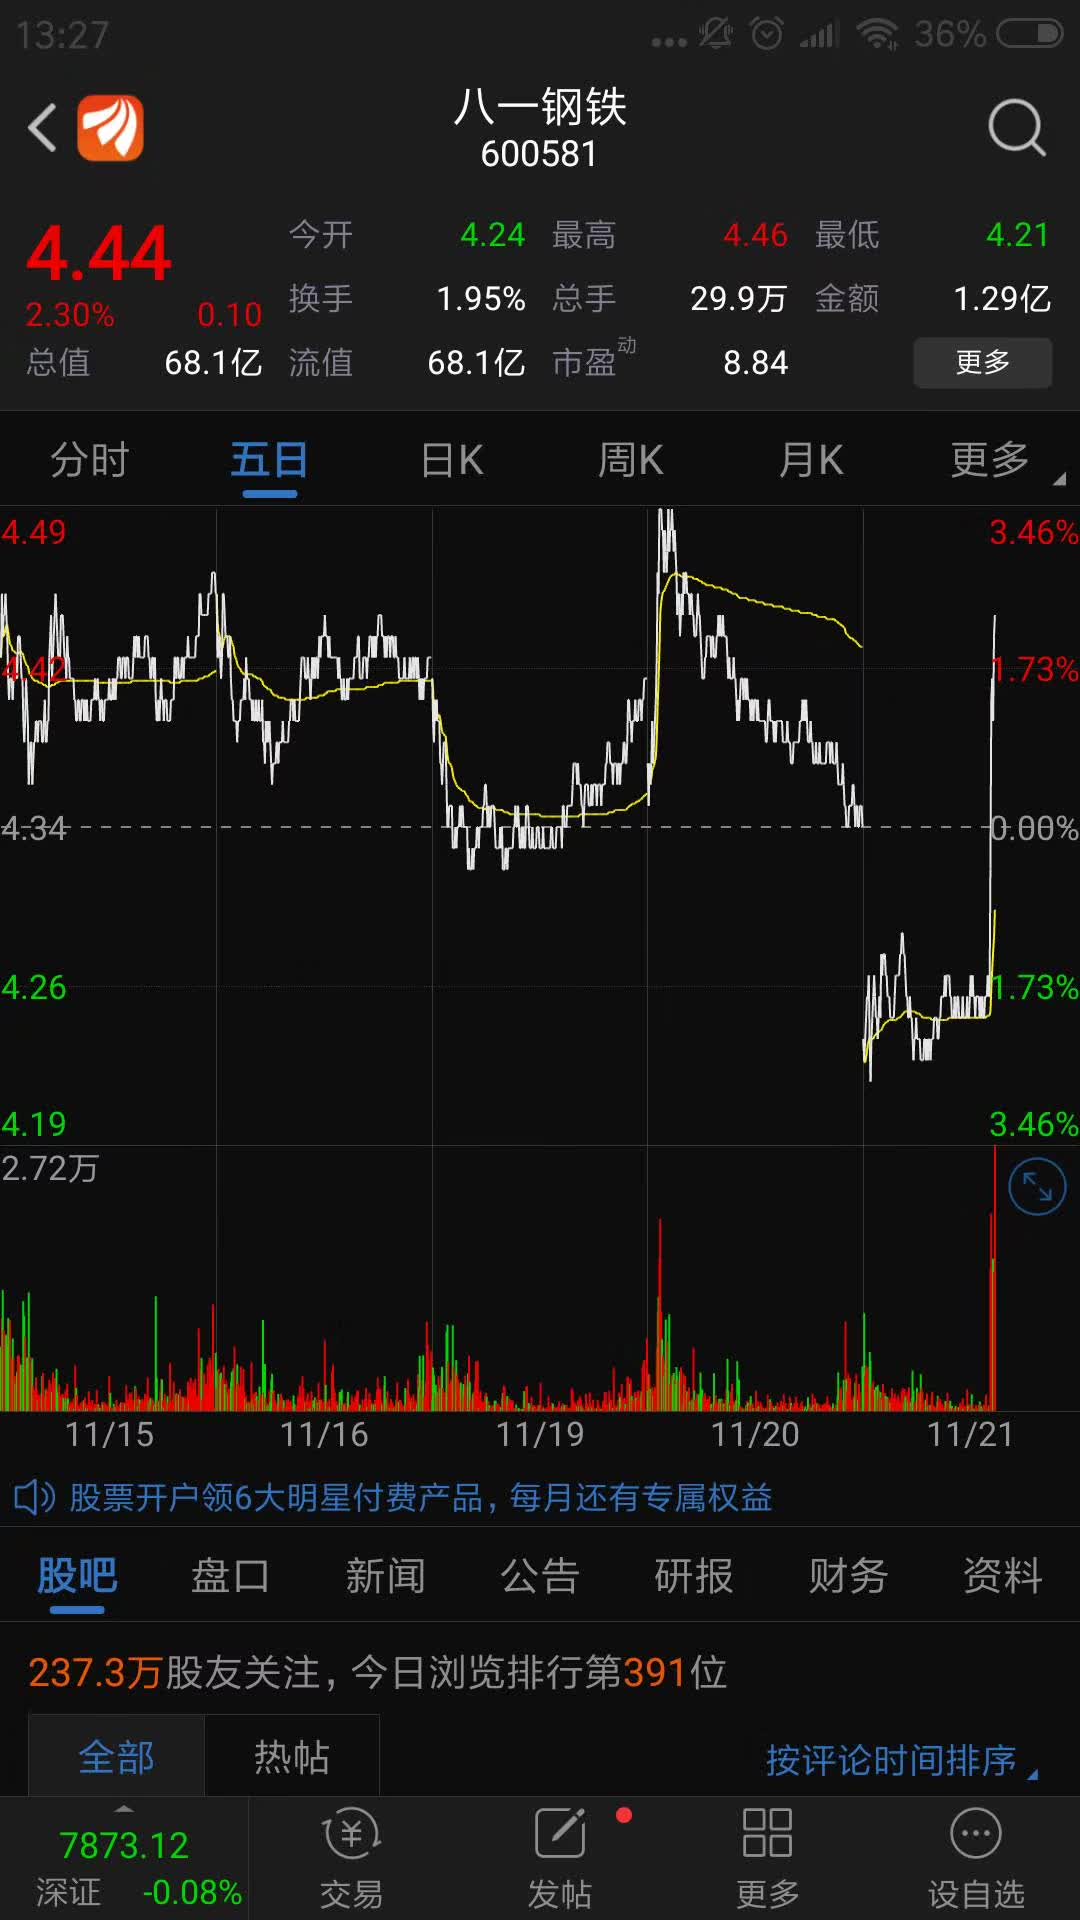 13:27
36%
八一钢铁
600581
4.44
2.30% 0.10
今开 4.24 最高 4.46 最低 4.21
换手 1.95% 总手 29.9万 金额 1.29亿
总值 68.1亿 流值 68.1亿 市盈动 8.84 更多
分时 五日 日K 周K 月K 更多
4.49 3.46%
4.42 1.73%
4.34 0.00%
4.26 1.73%
4.19 3.46%
2.72万
11/15 11/16 11/19 11/20 11/21
股票开户领6大明星付费产品，每月还有专属权益
股吧 盘口 新闻 公告 研报 财务 资料
237.3万股友关注，今日浏览排行第391位
全部 热帖 按评论时间排序
7873.12
深证 -0.08%
交易 发帖 更多 设自选